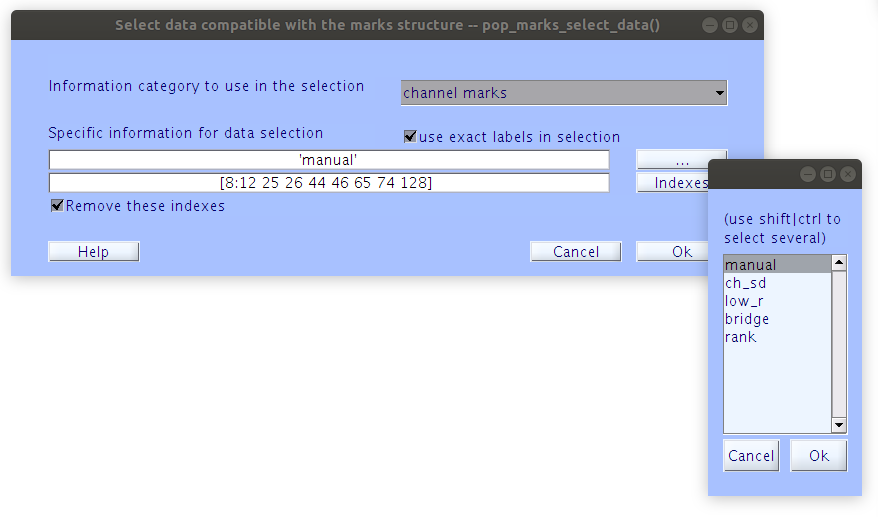 Select data compatible with the marks structure -- pop_marks_select_data()
Information category to use in the selection
channel marks
Specific information for data selection
use exact labels in selection
'manual'
...
[8:12 25 26 44 46 65 74 128]
Indexes
Remove these indexes
Help
Cancel
Ok
(use shift|ctrl to
select several)
manual
ch_sd
low_r
bridge
rank
Cancel
Ok